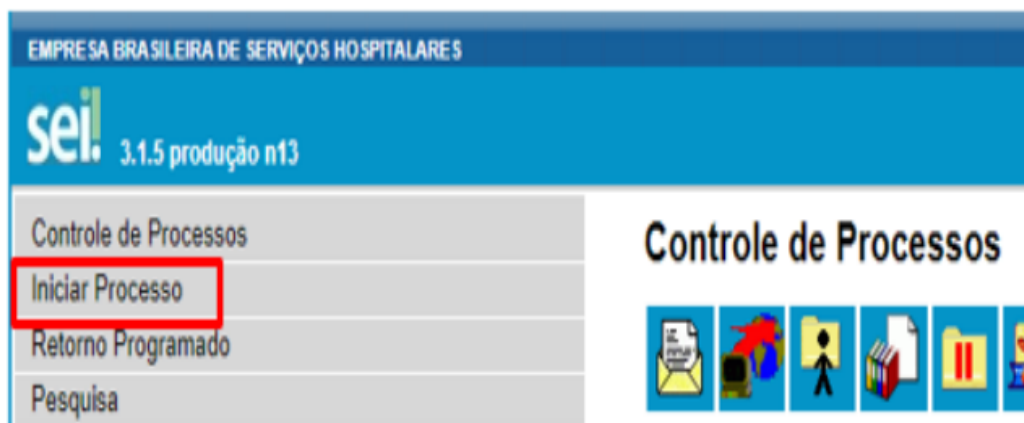 EMPRESA BRASILEIRA DE SERVIÇOS HOSPITALARES
sei!
3.1.5 produção n13
Controle de Processos
Iniciar Processo
Retorno Programado
Pesquisa
Controle de Processos